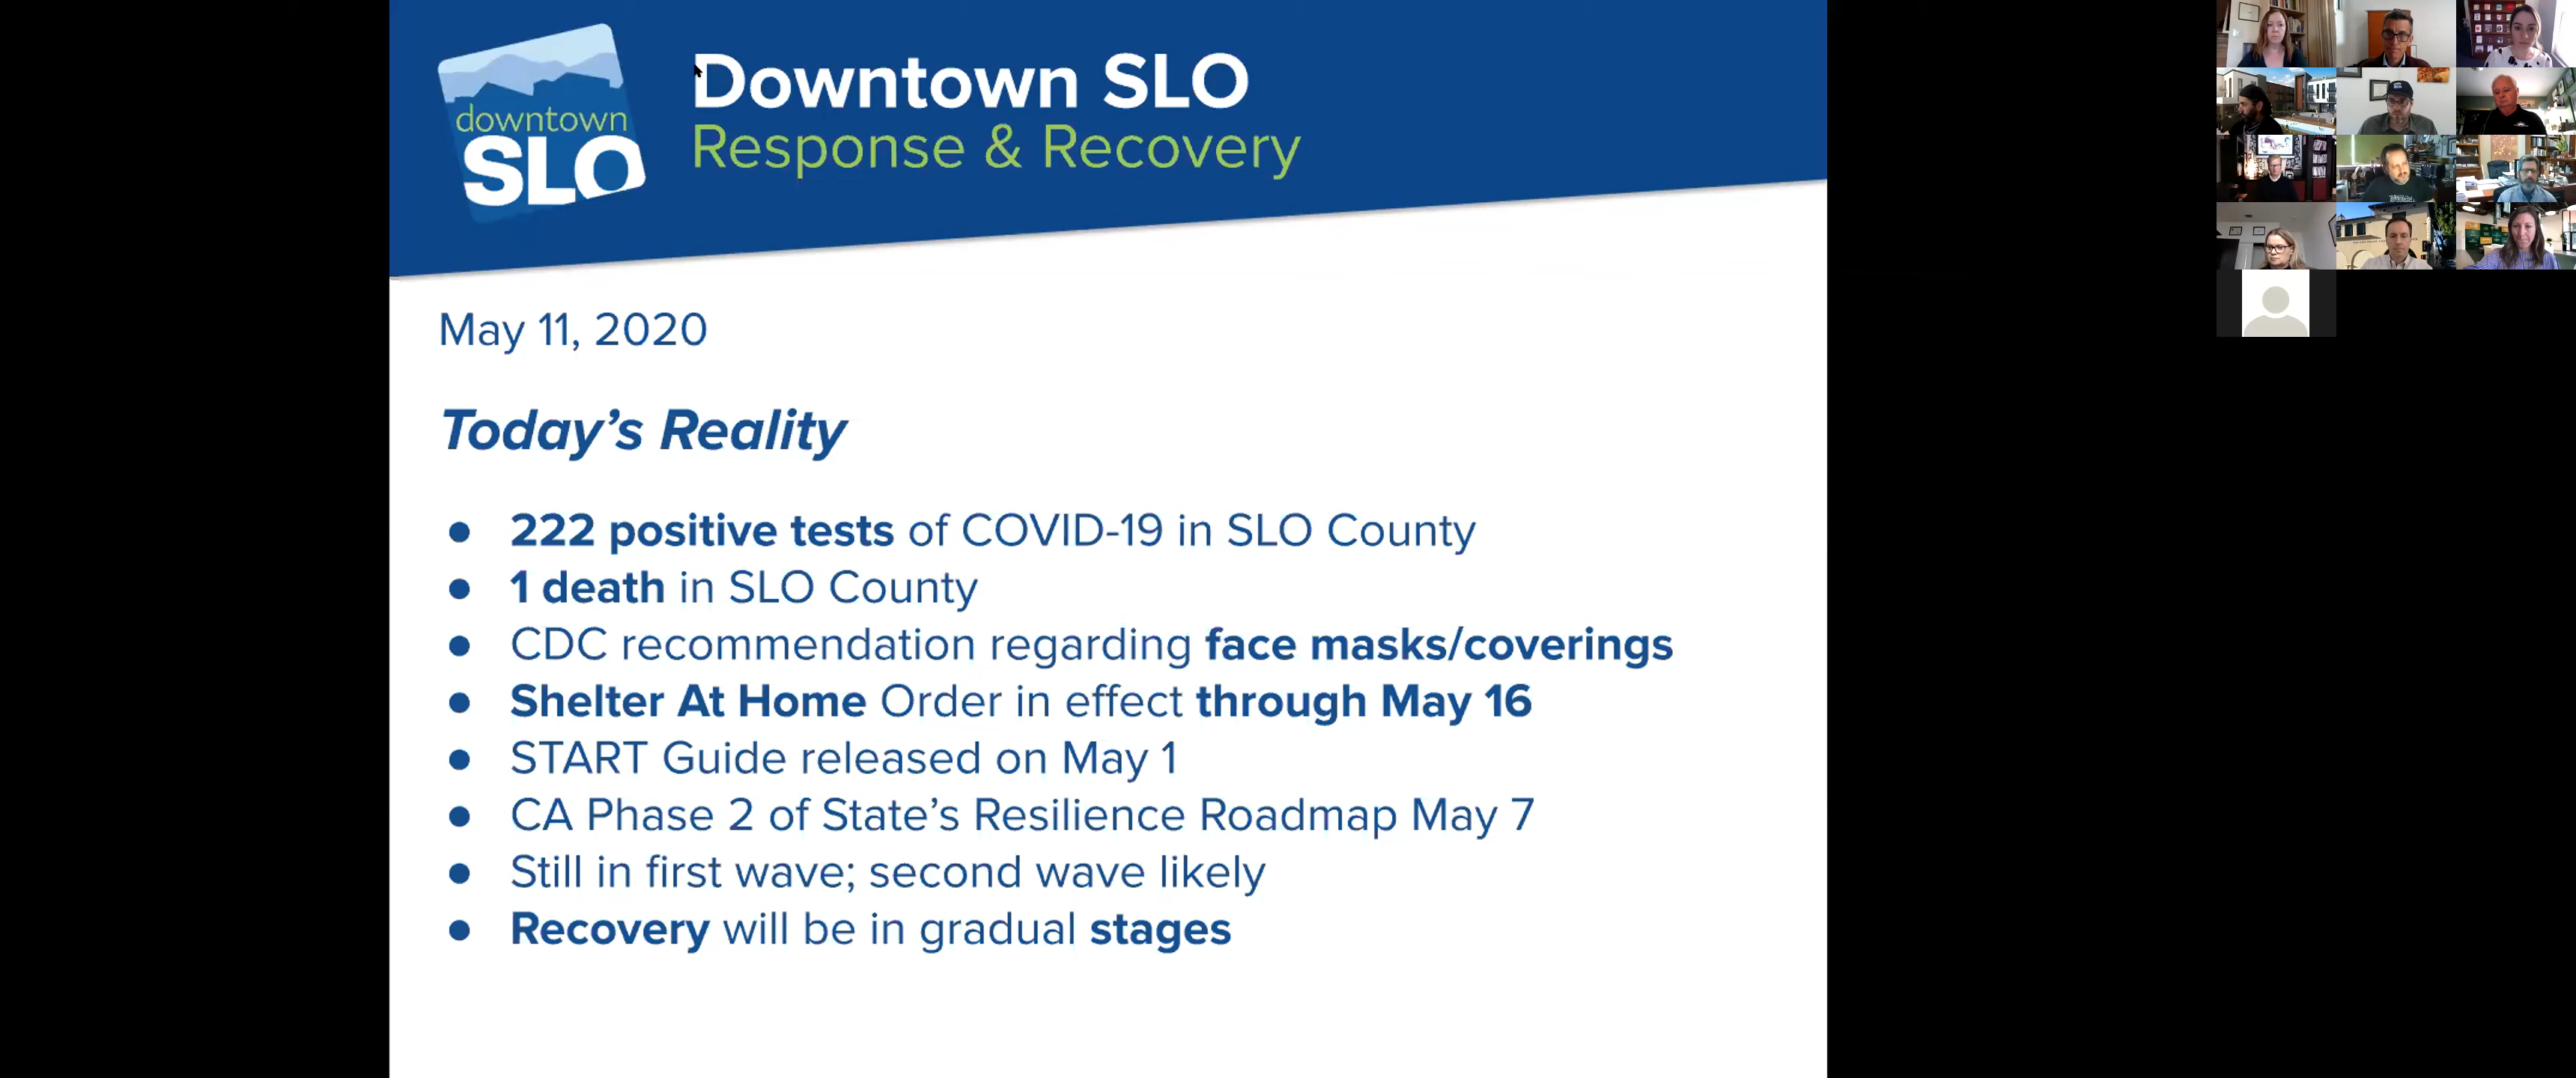 downtown
SLO
Downtown SLO
Response & Recovery
May 11, 2020
Today's Reality
● 222 positive tests of COVID-19 in SLO County
● 1 death in SLO County
● CDC recommendation regarding face masks/coverings
● Shelter At Home Order in effect through May 16
● START Guide released on May 1
● CA Phase 2 of State's Resilience Roadmap May 7
● Still in first wave; second wave likely
● Recovery will be in gradual stages